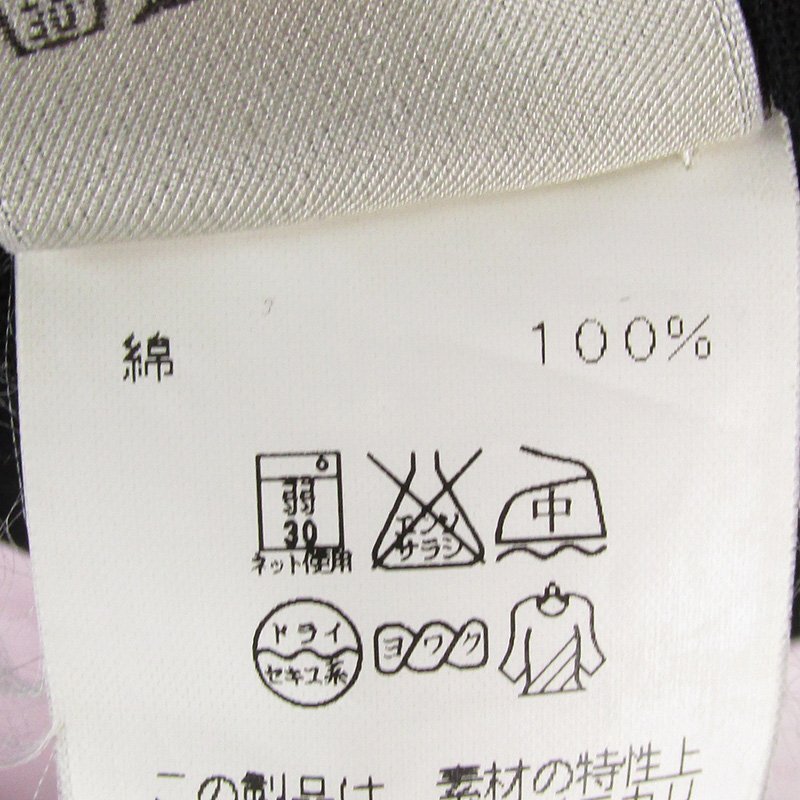 30
綿 100%
弱
30
ネット使用
エンソ
サラシ
中
ドライ
セキユ系
ヨワク
この製品は、素材の特性上